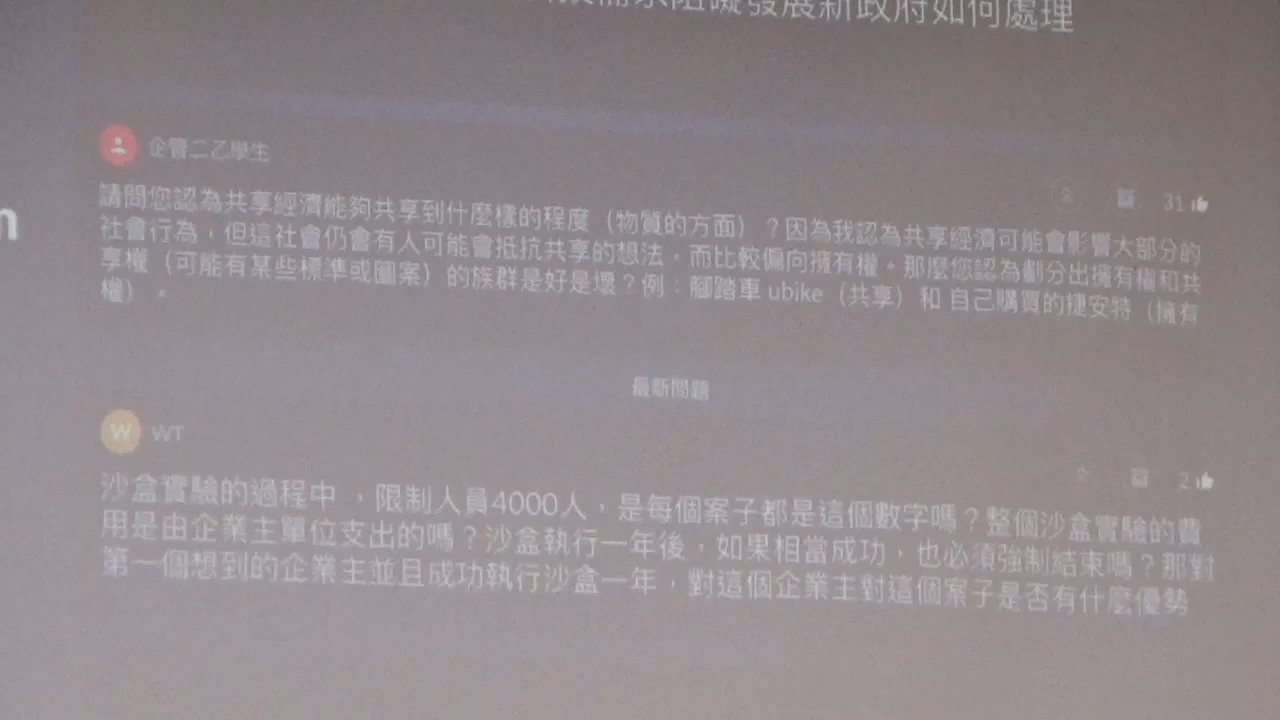 阻礙發展新政府如何處理
企管二乙學生
31
請問您認為共享經濟能夠共享到什麼樣的程度（物質的方面）？因為我認為共享經濟可能會影響大部分的
社會行為，但這社會仍會有人可能會抵抗共享的想法，而比較偏向擁有權。那麼您認為劃分出擁有權和共
享權（可能有某些標準或圖案）的族群是好是壞？例：腳踏車 ubike（共享）和 自己購買的捷安特（擁有
權）。
最新問題
W WT
2
沙盒實驗的過程中 ，限制人員4000人，是每個案子都是這個數字嗎？整個沙盒實驗的費
用是由企業主單位支出的嗎？沙盒執行一年後，如果相當成功，也必須強制結束嗎？那對
第一個想到的企業主並且成功執行沙盒一年，對這個企業主對這個案子是否有什麼優勢